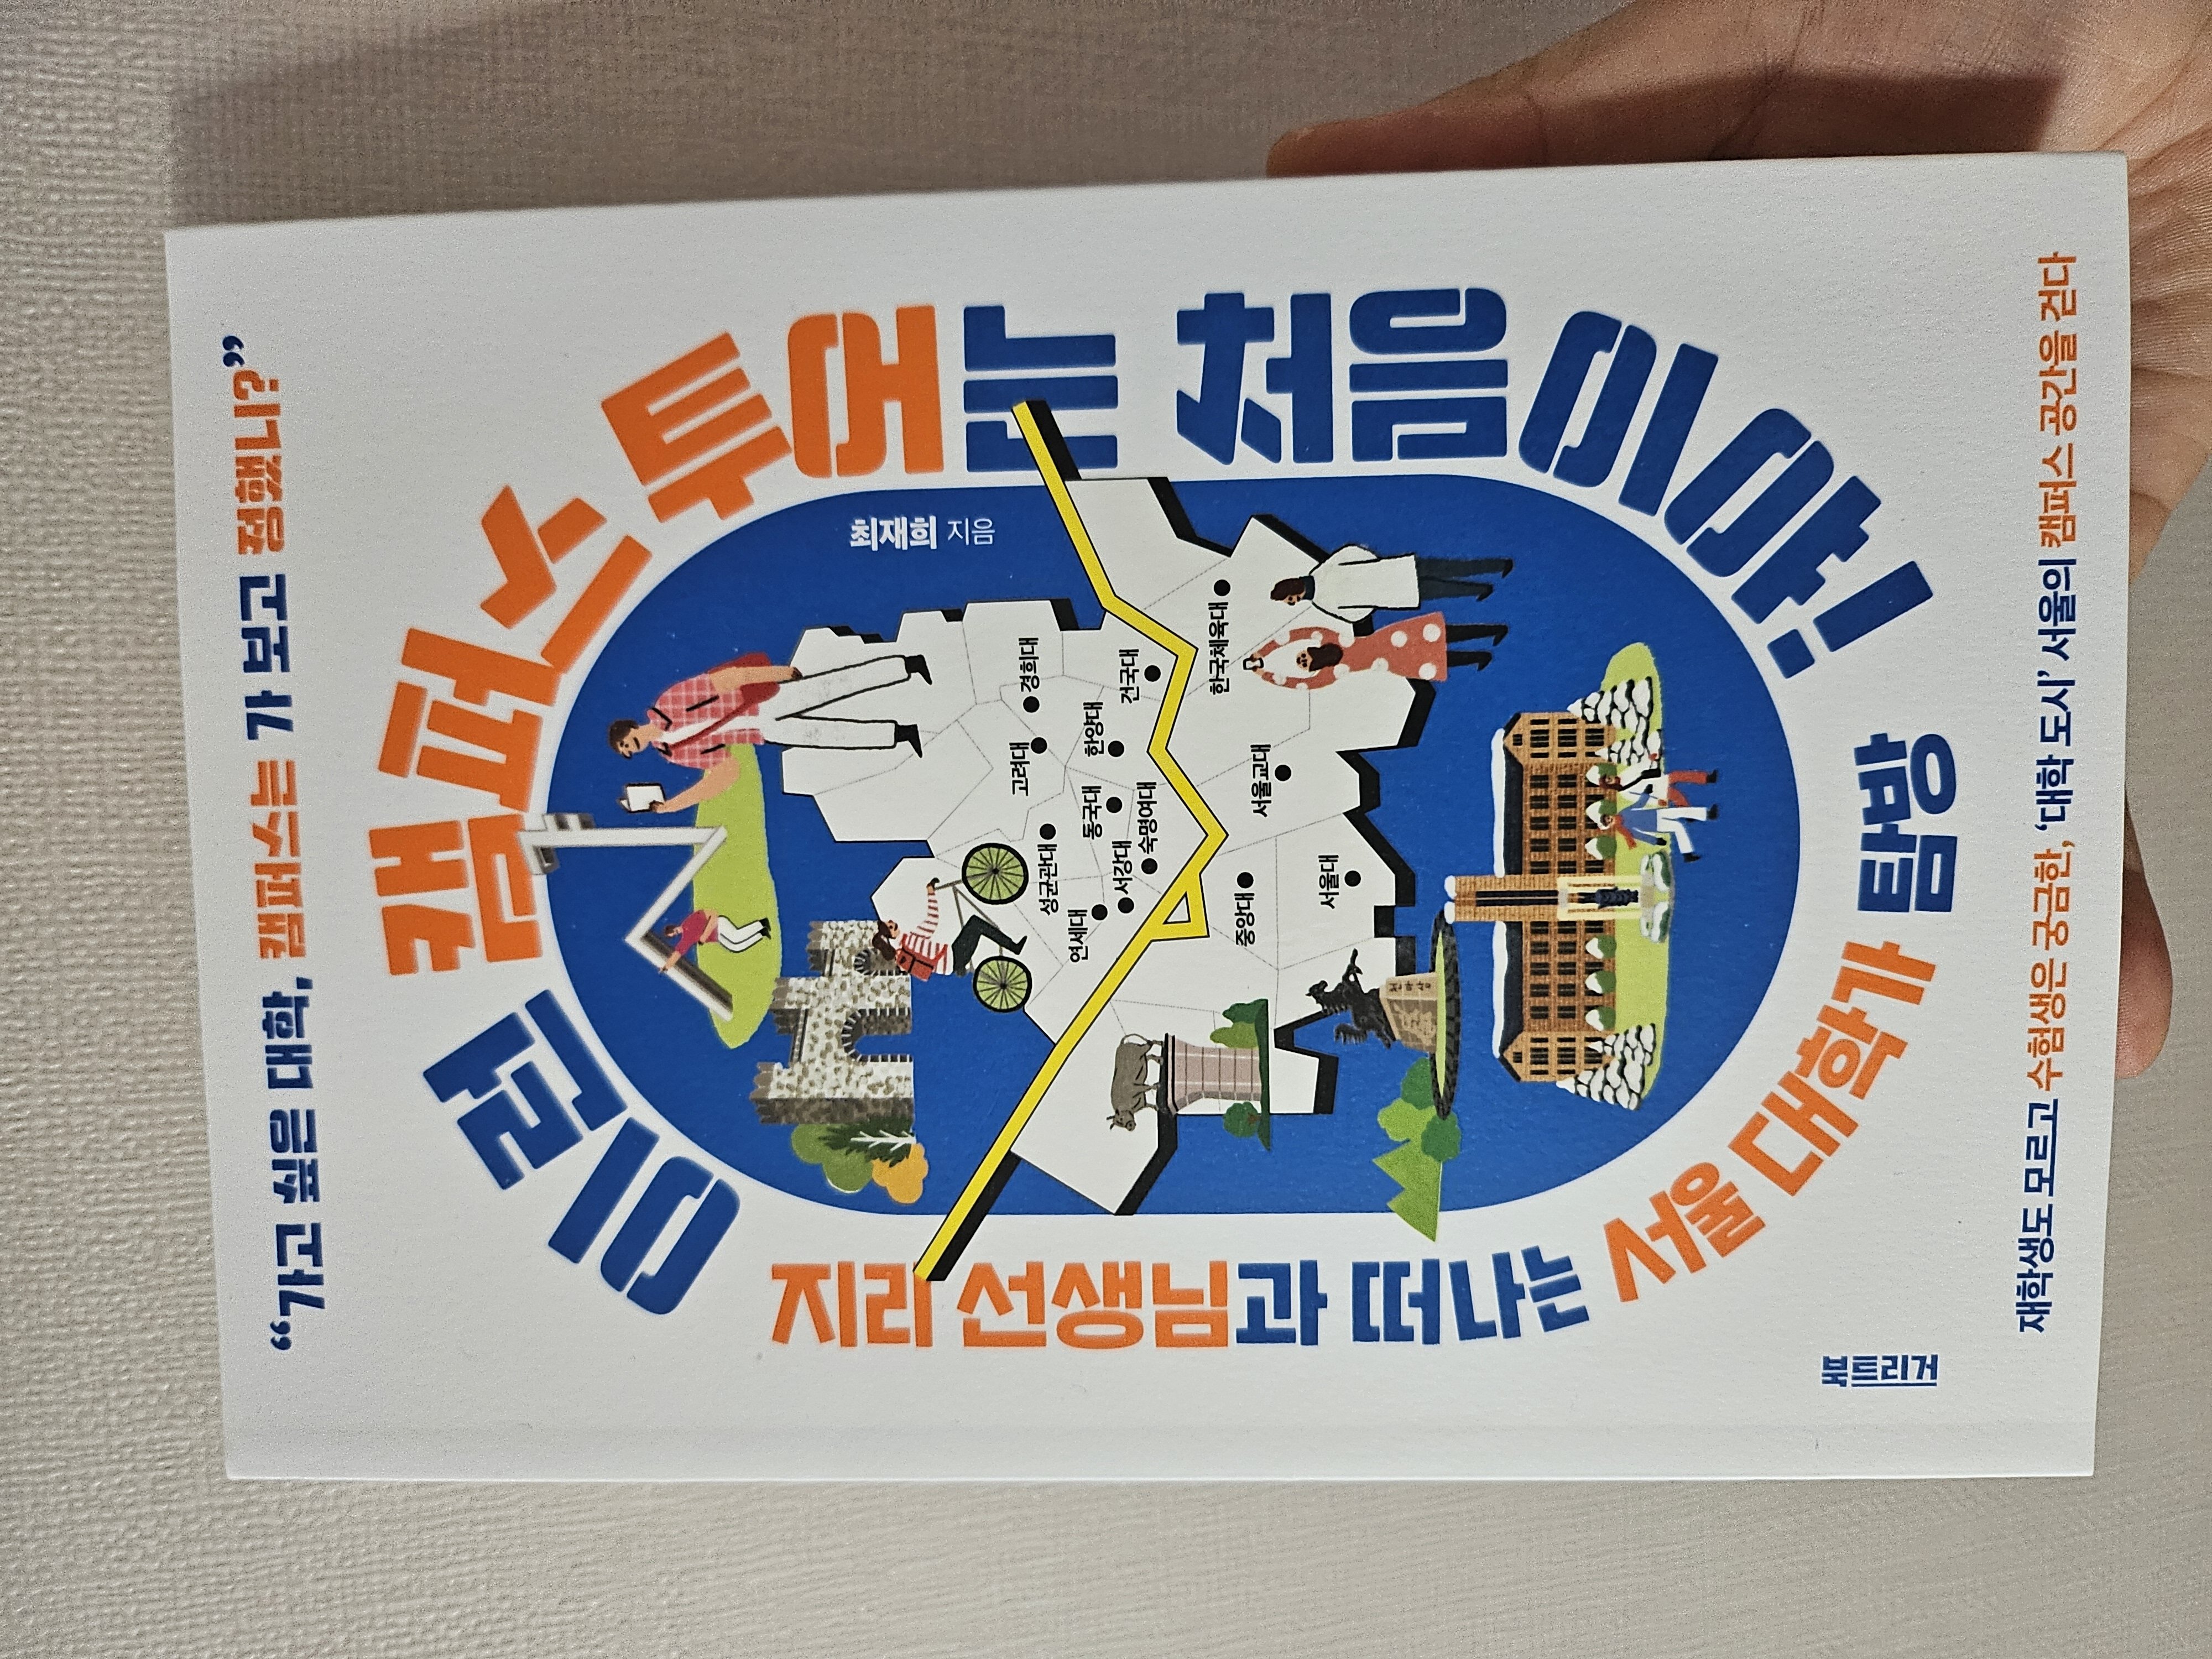 “가고 싶은 대학, 캠퍼스는 가 보고 정했니?”
이런 캠퍼스 투어는 처음이야!
최재희 지음
경희대
고려대
성균관대
연세대
동국대
한양대
건국대
서강대
숙명여대
한국체육대
중앙대
서울교대
서울대
천마상
지리 선생님과 떠나는 서울 대학가 탐방
북트리거
재학생도 모르고 수험생은 궁금한, ‘대학 도시’ 서울의 캠퍼스 공간을 걷다